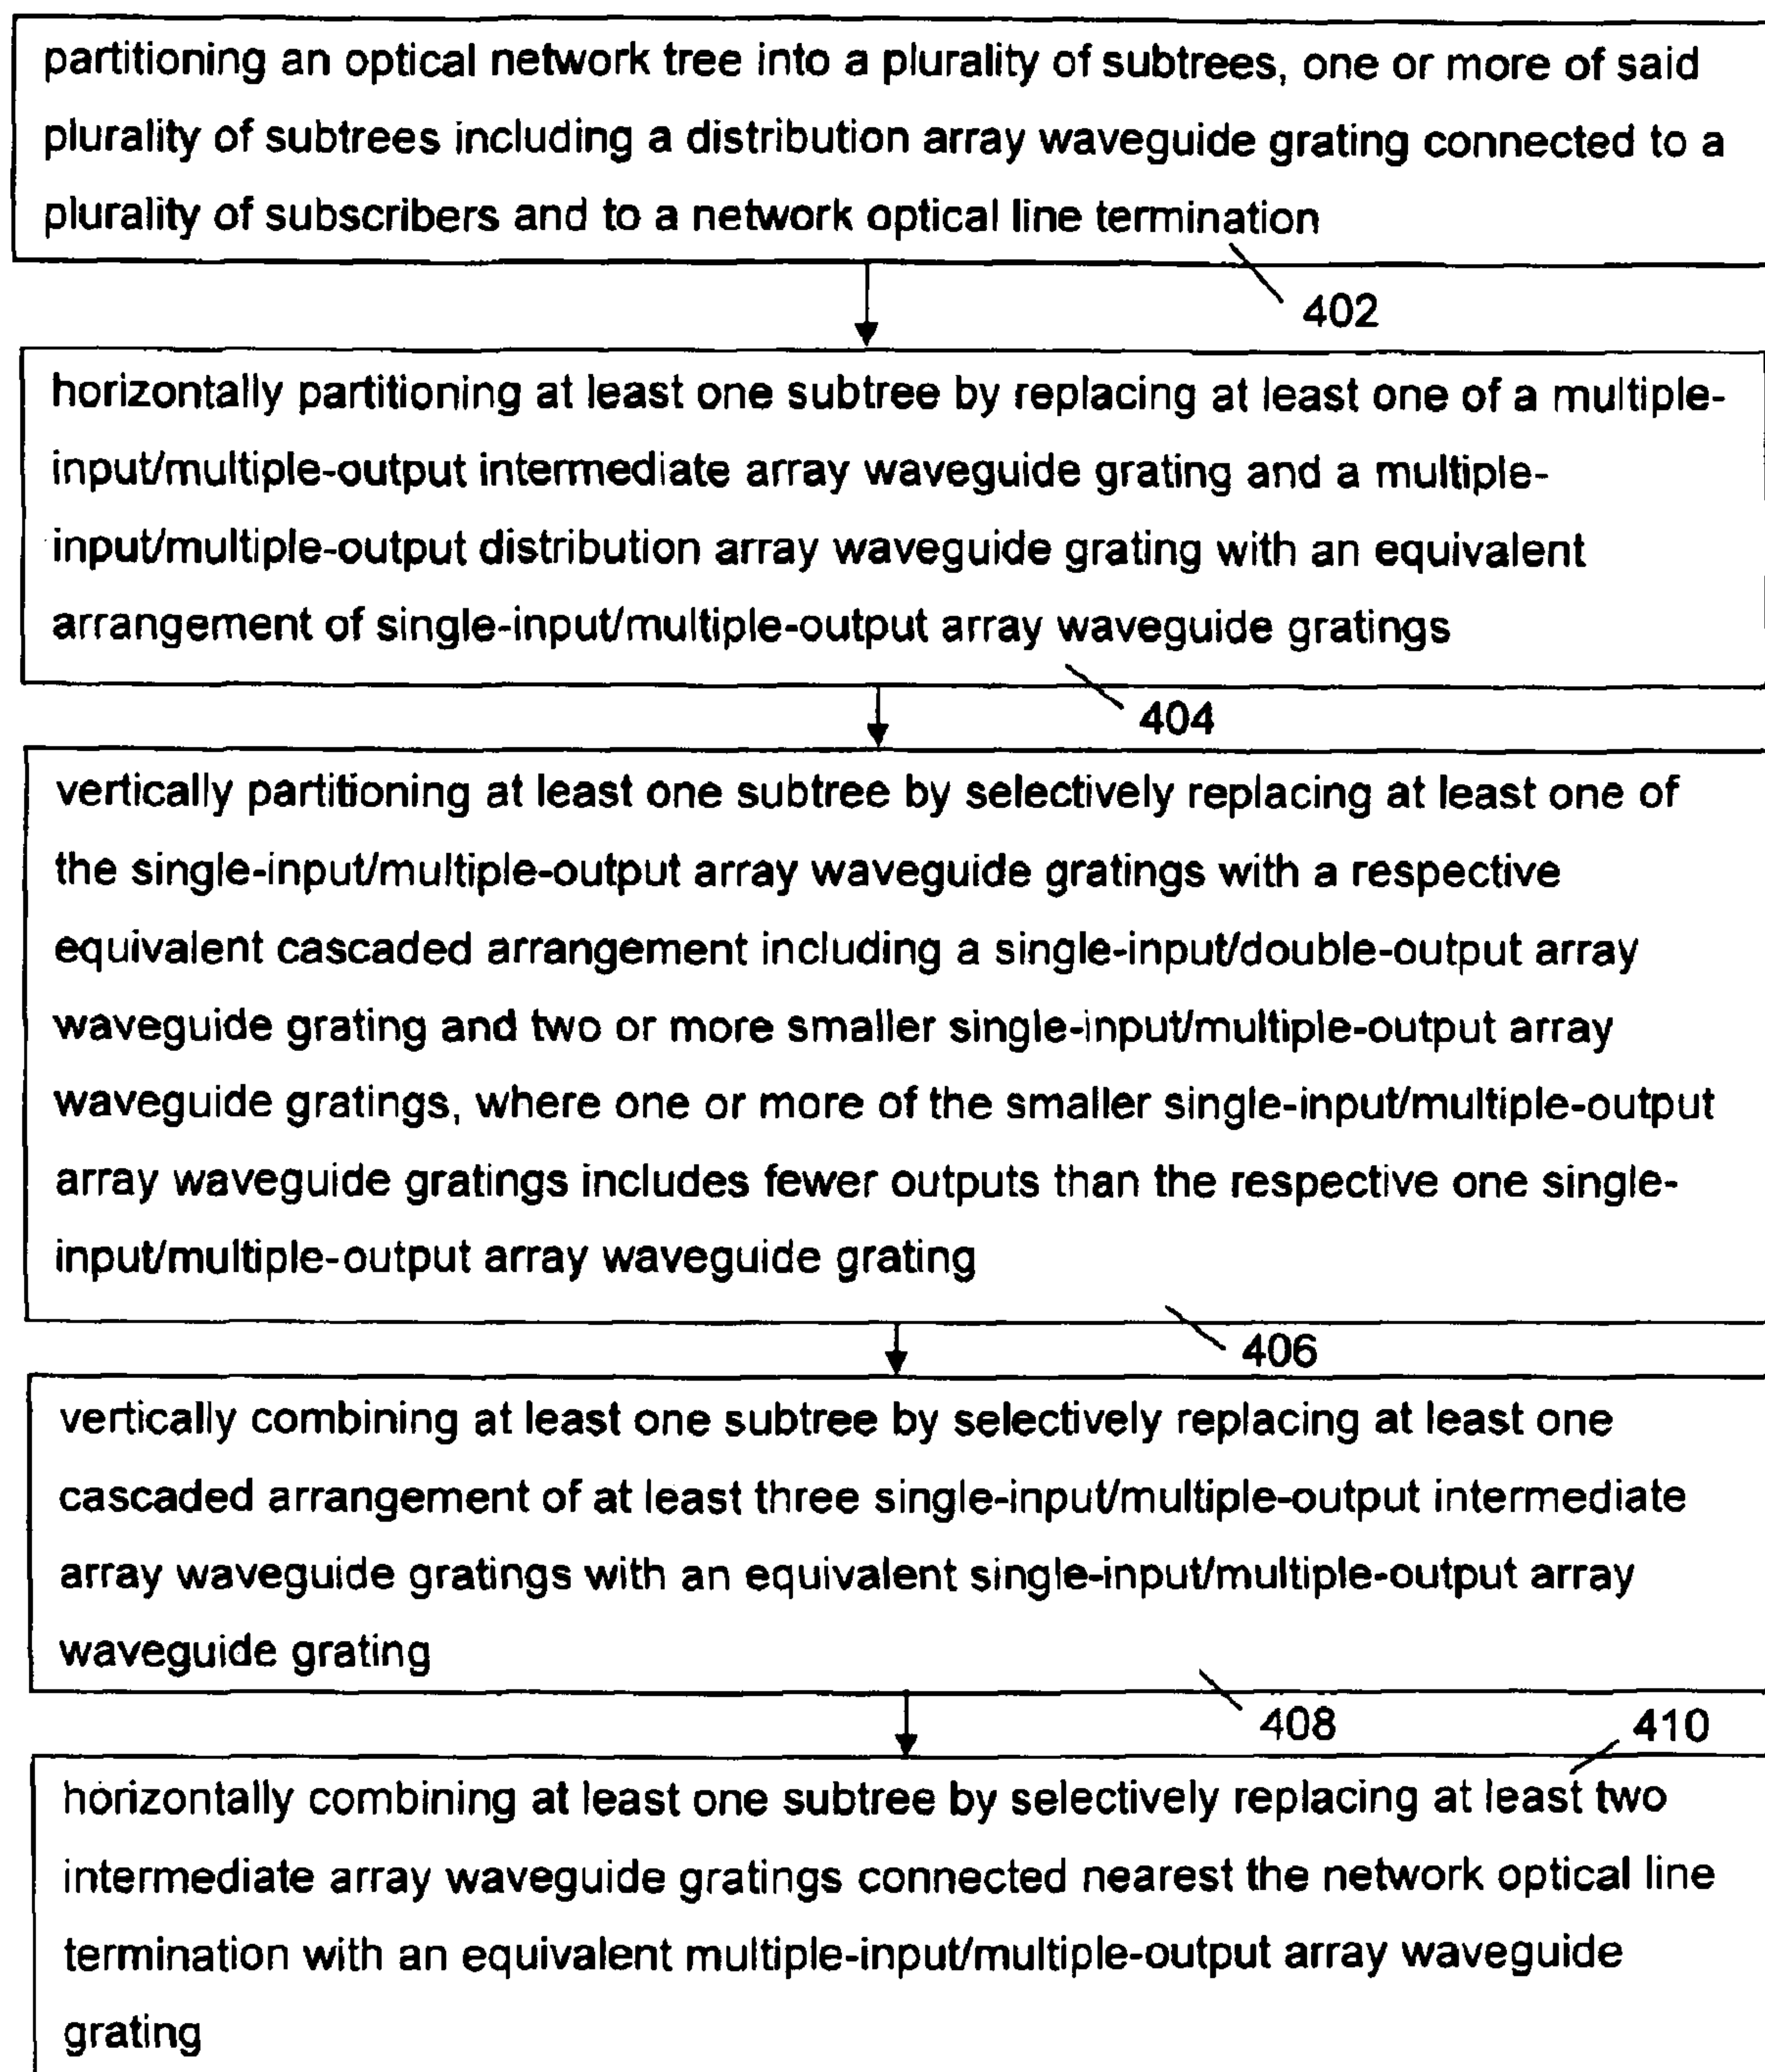 partitioning an optical network tree into a plurality of subtrees, one or more of said
plurality of subtrees including a distribution array waveguide grating connected to a
plurality of subscribers and to a network optical line termination
402
horizontally partitioning at least one subtree by replacing at least one of a multiple-
input/multiple-output intermediate array waveguide grating and a multiple-
input/multiple-output distribution array waveguide grating with an equivalent
arrangement of single-input/multiple-output array waveguide gratings
404
vertically partitioning at least one subtree by selectively replacing at least one of
the single-input/multiple-output array waveguide gratings with a respective
equivalent cascaded arrangement including a single-input/double-output array
waveguide grating and two or more smaller single-input/multiple-output array
waveguide gratings, where one or more of the smaller single-input/multiple-output
array waveguide gratings includes fewer outputs than the respective one single-
input/multiple-output array waveguide grating
406
vertically combining at least one subtree by selectively replacing at least one
cascaded arrangement of at least three single-input/multiple-output intermediate
array waveguide gratings with an equivalent single-input/multiple-output array
waveguide grating
408
410
horizontally combining at least one subtree by selectively replacing at least two
intermediate array waveguide gratings connected nearest the network optical line
termination with an equivalent multiple-input/multiple-output array waveguide
grating